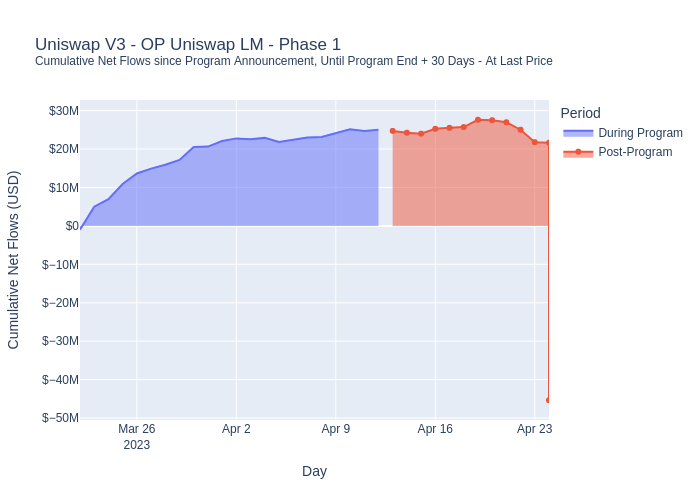 Uniswap V3 - OP Uniswap LM - Phase 1
Cumulative Net Flows since Program Announcement, Until Program End + 30 Days - At Last Price
Period
During Program
Post-Program
Cumulative Net Flows (USD)
$30M
$20M
$10M
$0
$−10M
$−20M
$−30M
$−40M
$−50M
Mar 26
2023
Apr 2
Apr 9
Apr 16
Apr 23
Day